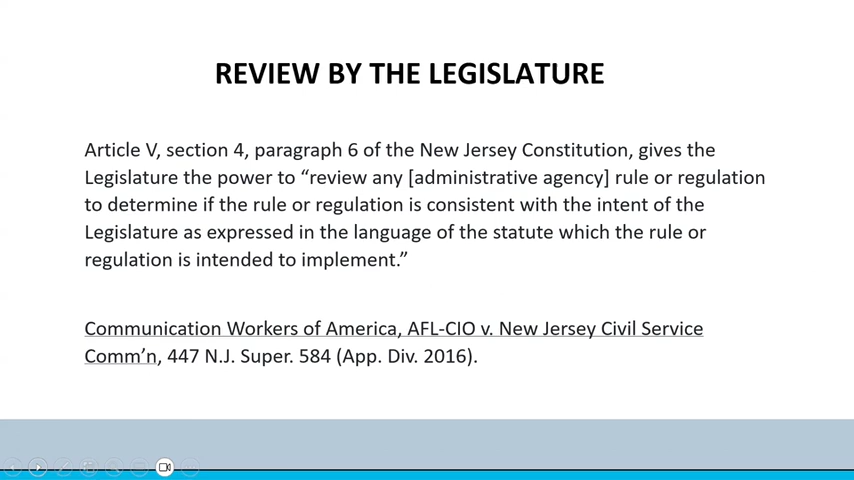 REVIEW BY THE LEGISLATURE
Article V, section 4, paragraph 6 of the New Jersey Constitution, gives the
Legislature the power to “review any [administrative agency] rule or regulation
to determine if the rule or regulation is consistent with the intent of the
Legislature as expressed in the language of the statute which the rule or
regulation is intended to implement.”
Communication Workers of America, AFL-CIO v. New Jersey Civil Service
Comm’n, 447 N.J. Super. 584 (App. Div. 2016).